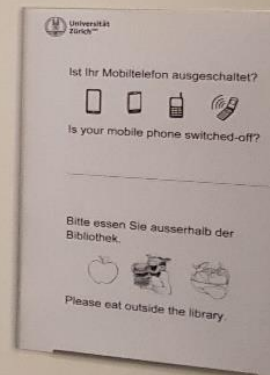 Universität
Zürich
Ist Ihr Mobiltelefon ausgeschaltet?
Is your mobile phone switched-off?
Bitte essen Sie ausserhalb der
Bibliothek.
Please eat outside the library.